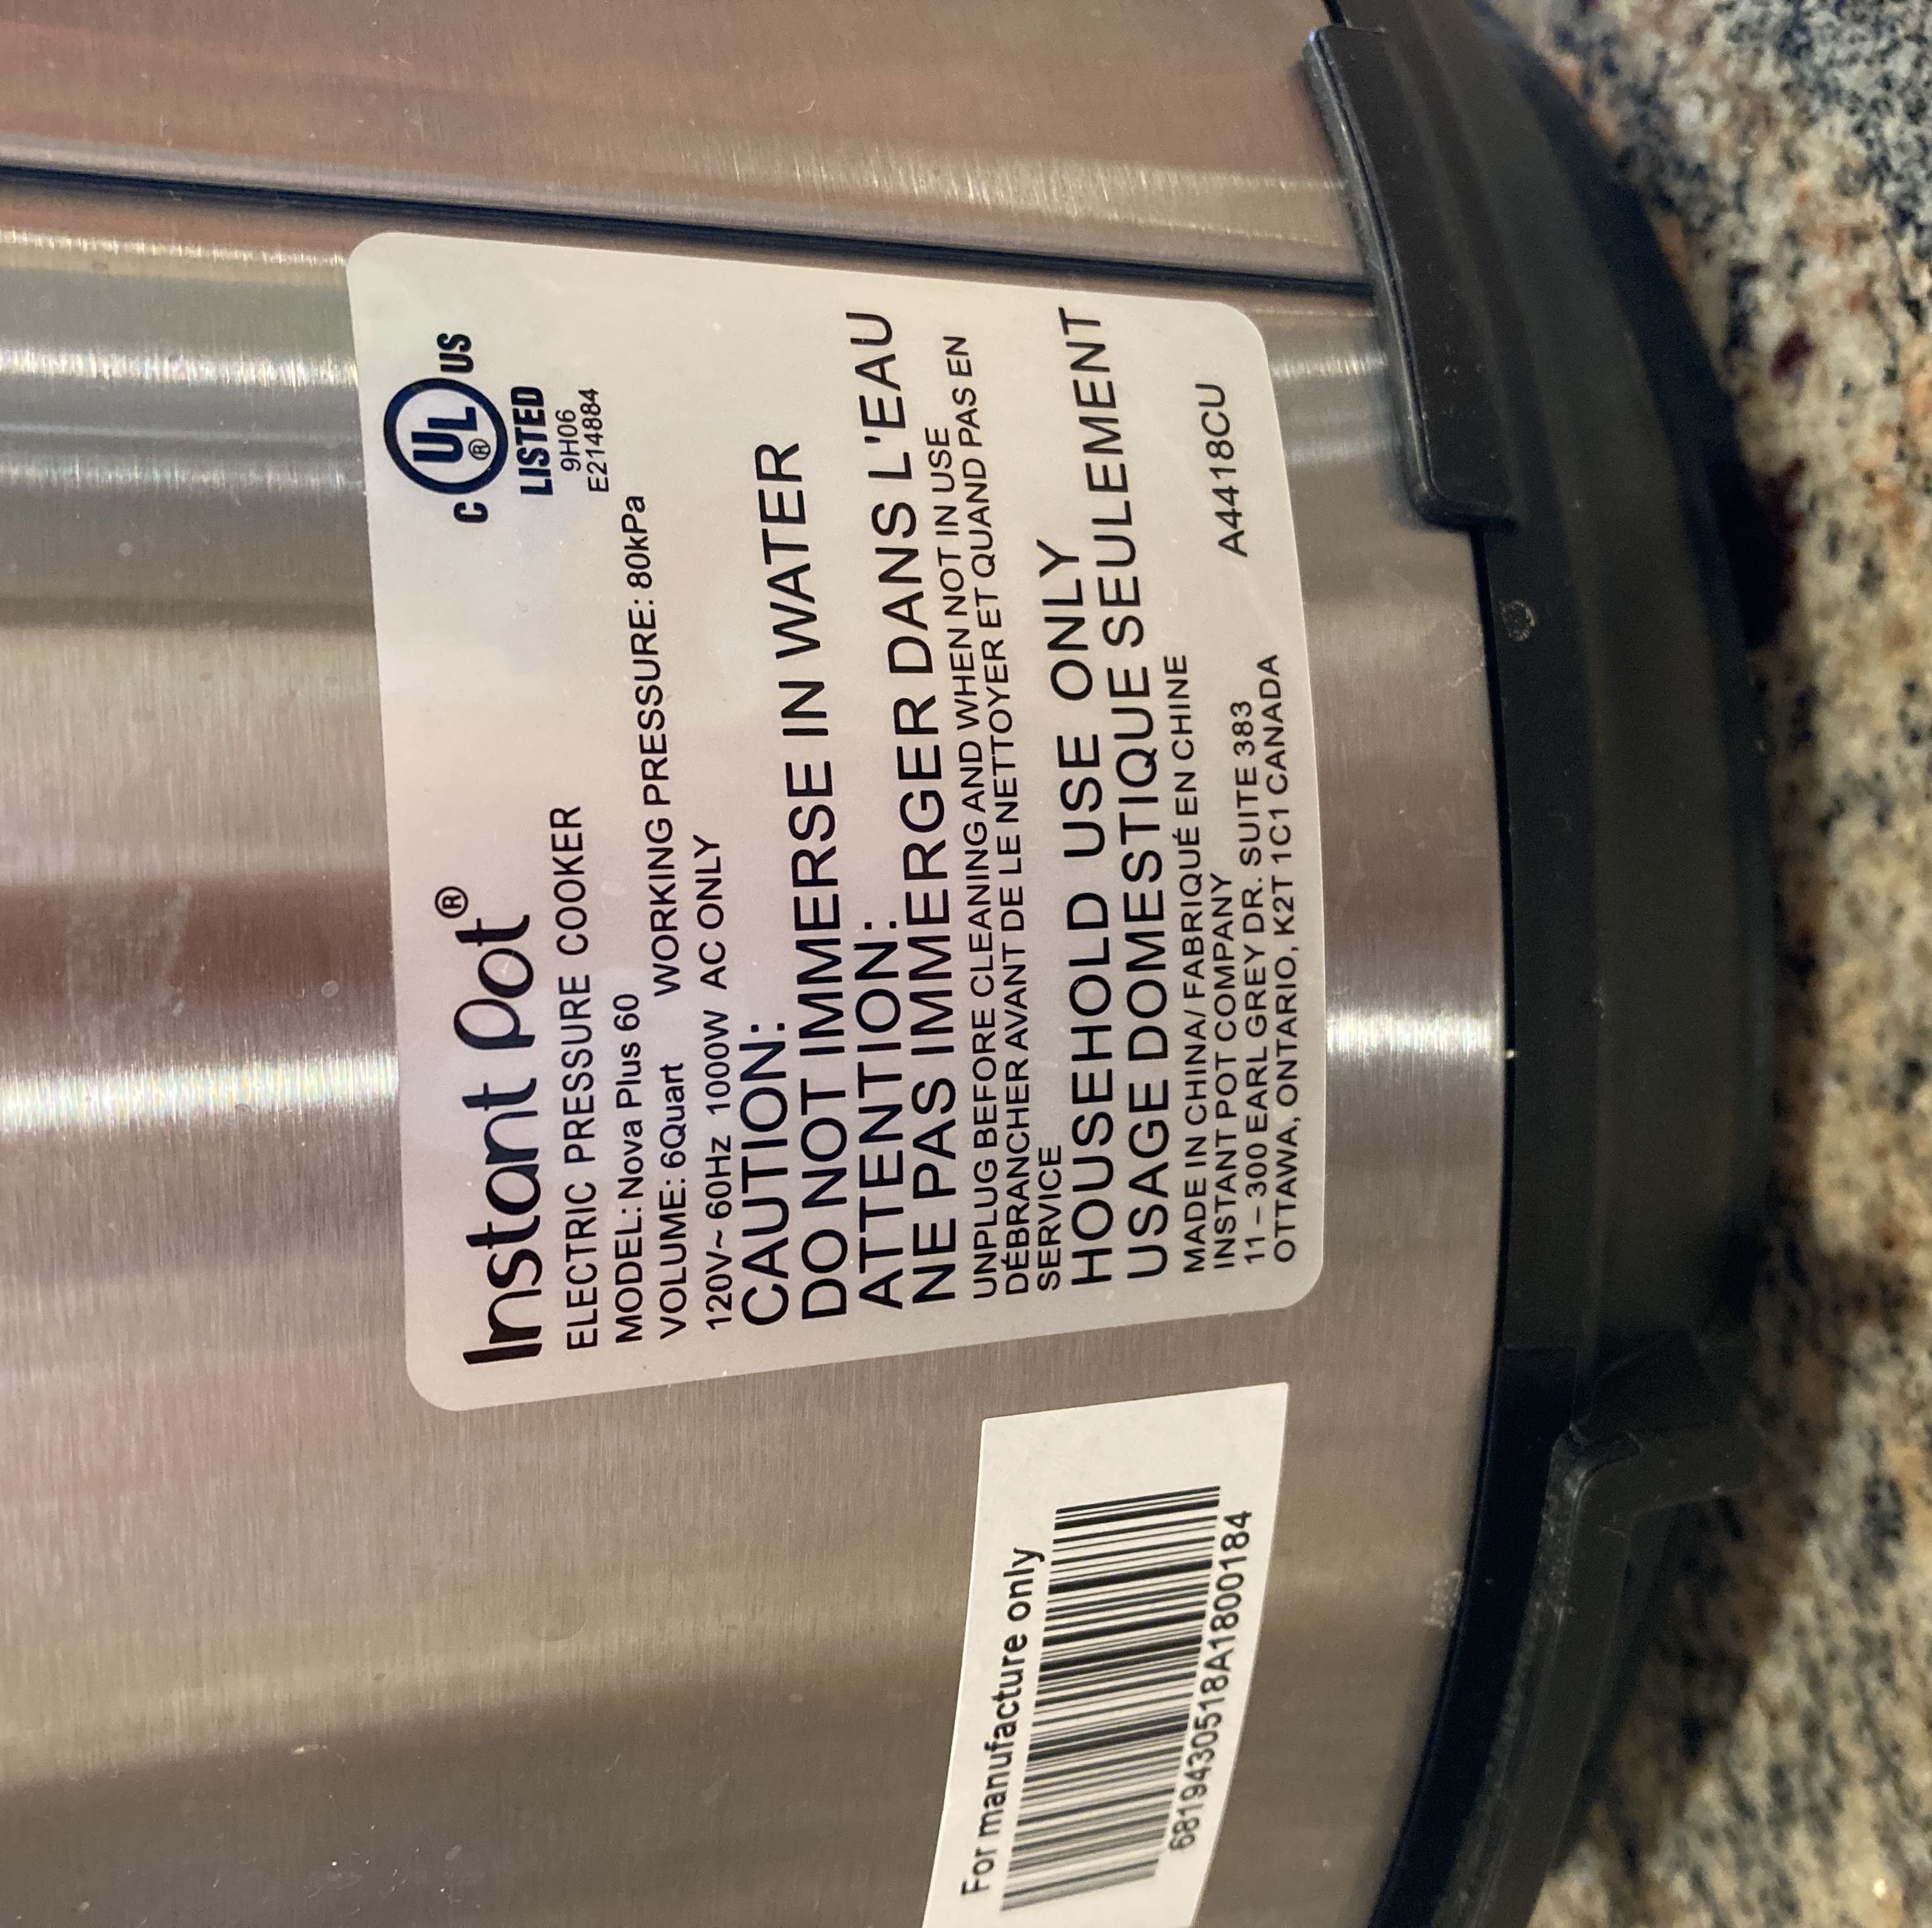 Instant Pot®
C UL® US
LISTED
9H06
E214884
ELECTRIC PRESSURE COOKER
MODEL: Nova Plus 60
VOLUME: 6Quart WORKING PRESSURE: 80kPa
120V~ 60Hz 1000W AC ONLY
CAUTION:
DO NOT IMMERSE IN WATER
ATTENTION:
NE PAS IMMERGER DANS L'EAU
UNPLUG BEFORE CLEANING AND WHEN NOT IN USE
DÉBRANCHER AVANT DE LE NETTOYER ET QUAND PAS EN
SERVICE
HOUSEHOLD USE ONLY
USAGE DOMESTIQUE SEULEMENT
MADE IN CHINA/ FABRIQUÉ EN CHINE
INSTANT POT COMPANY
11 – 300 EARL GREY DR. SUITE 383
OTTAWA, ONTARIO, K2T 1C1 CANADA
A4418CU
For manufacture only
6819430518A1800184